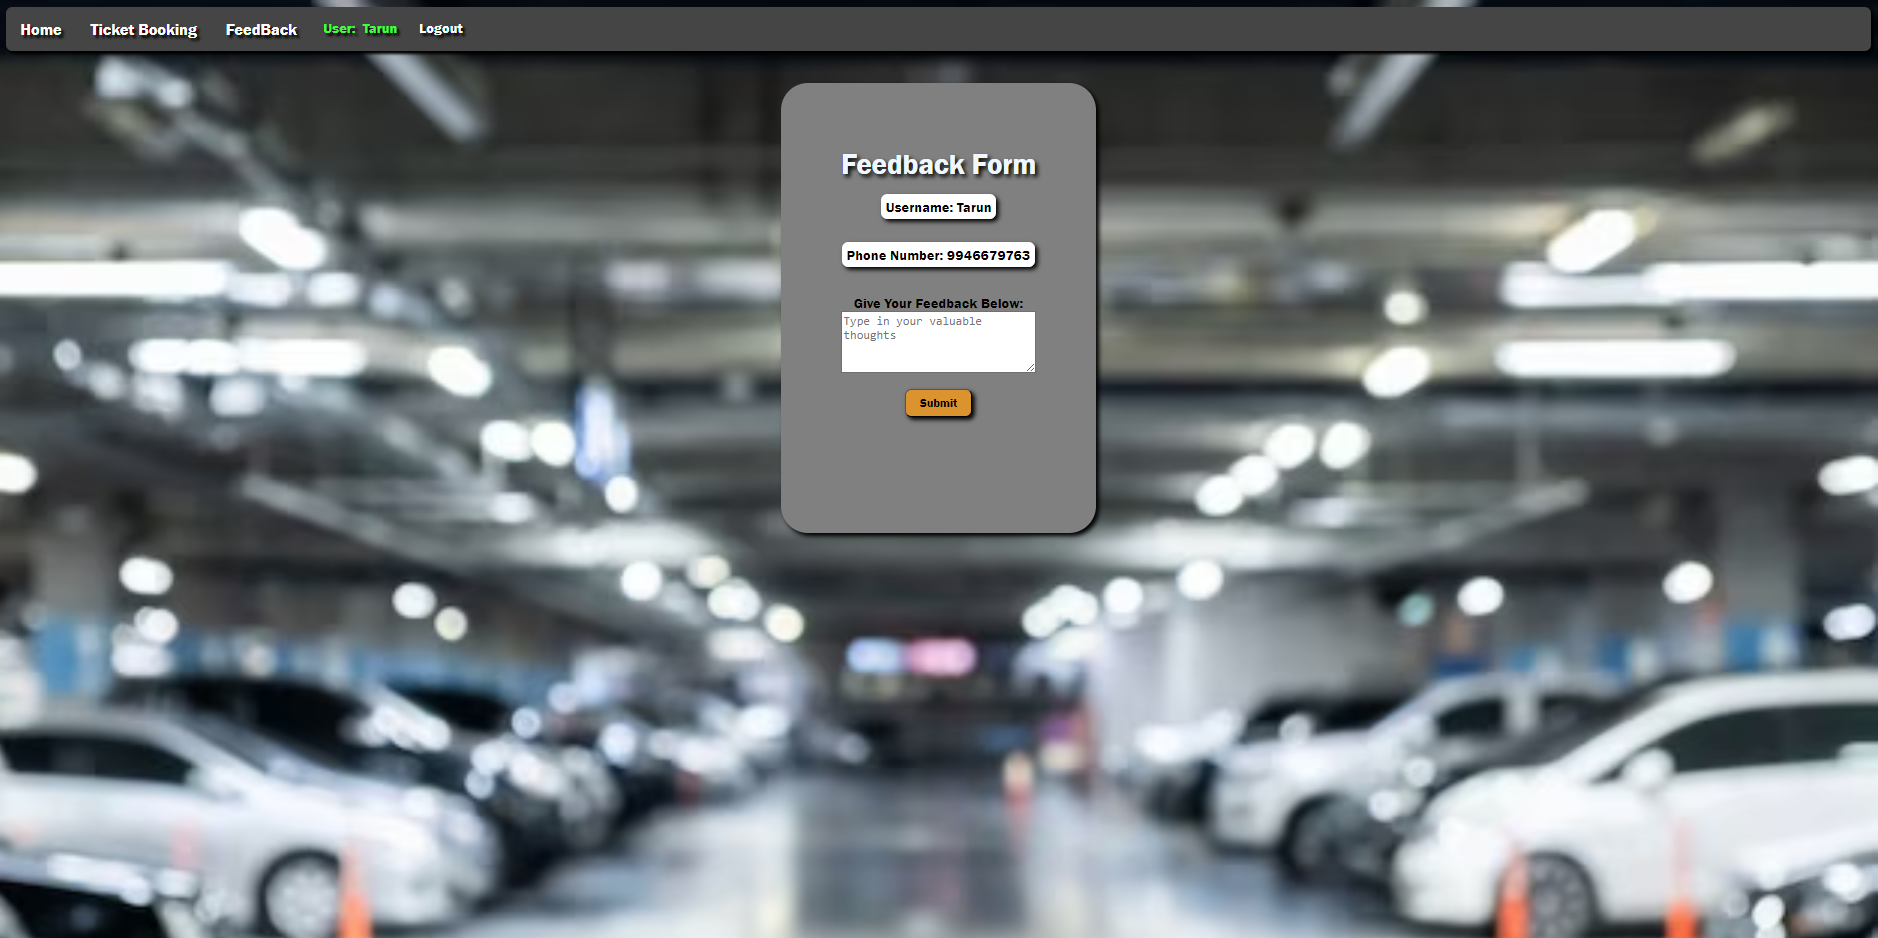 Home Ticket Booking FeedBack User: Tarun Logout
Feedback Form
Username: Tarun
Phone Number: 9946679763
Give Your Feedback Below:
Type in your valuable
thoughts
Submit